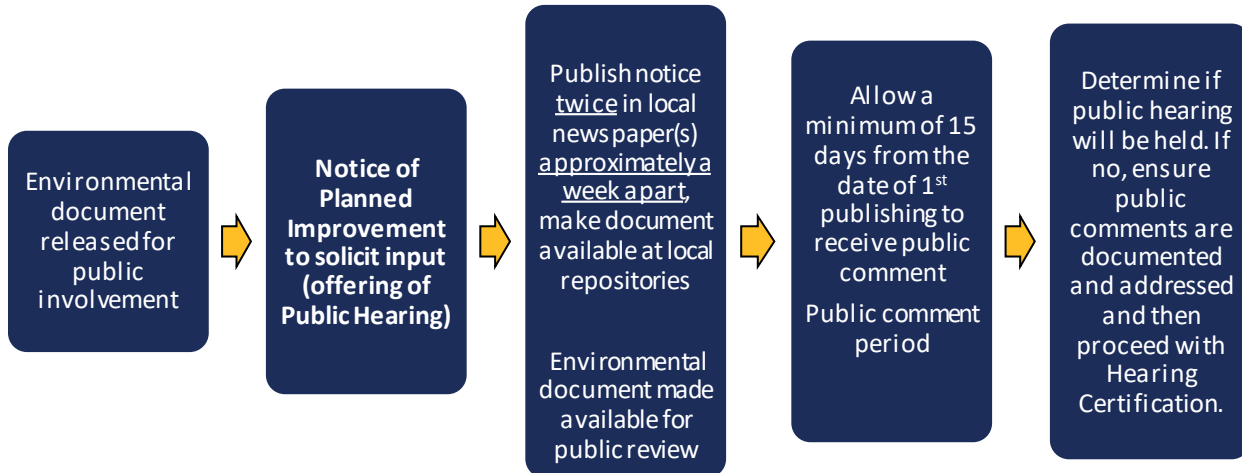 Environmental
document
released for
public
involvement
Notice of
Planned
Improvement
to solicit input
(offering of
Public Hearing)
Publish notice
twice in local
newspaper(s)
approximately a
week apart,
make document
available at local
repositories
Environmental
document made
available for
public review
Allow a
minimum of 15
days from the
date of 1st
publishing to
receive public
comment
Public comment
period
Determine if
public hearing
will be held. If
no, ensure
public
comments are
documented
and addressed
and then
proceed with
Hearing
Certification.